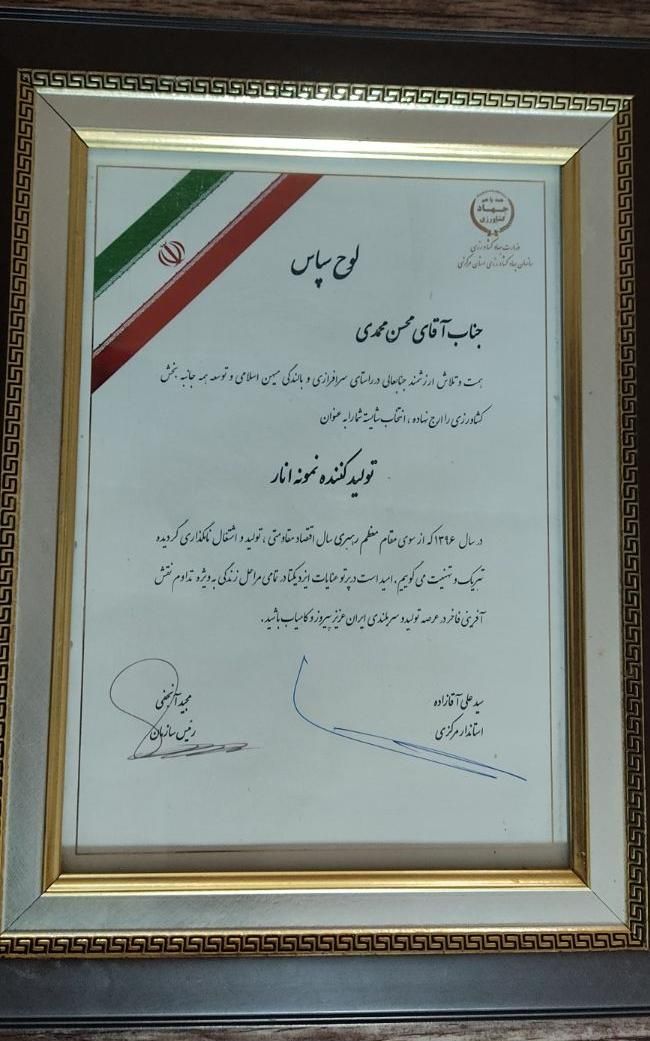 همه با هم
جهاد
کشاورزی
وزارت جهاد کشاورزی
سازمان جهاد کشاورزی استان مرکزی
لوح سپاس
جناب آقای محسن محمدی
همت و تلاش ارزشمند جنابعالی در راستای سرافرازی و بالندگی میهن اسلامی و توسعه همه جانبه بخش
کشاورزی را ارج نهاده ، انتخاب شایسته شما را به عنوان
تولید کننده نمونه انار
در سال ۱۳۹۶ که از سوی مقام معظم رهبری سال اقتصاد مقاومتی ، تولید و اشتغال نامگذاری گردیده
تبریک و تهنیت می گوییم. امید است در پرتو عنایات ایزد یکتا در تمامی مراحل زندگی به ویژه تداوم نقش
آفرینی فاخر در عرصه تولید و سربلندی ایران عزیز پیروز و کامیاب باشید.
سید علی آقازاده
استاندار مرکزی
مجید آنجفی
رئیس سازمان